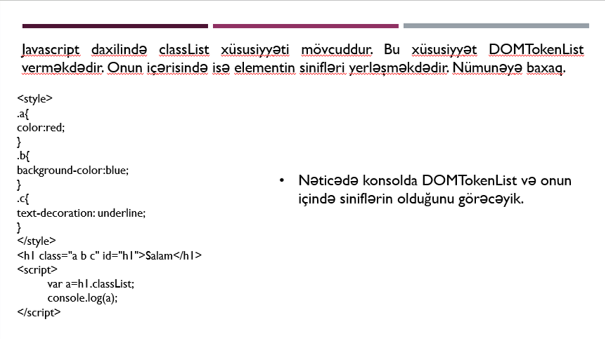 Javascript daxilində classList xüsusiyyəti mövcuddur. Bu xüsusiyyət DOMTokenList
verməkdədir. Onun içərisində isə elementin sinifləri yerləşməkdədir. Nümunəyə baxaq.
<style>
.a{
color:red;
}
.b{
background-color:blue;
}
.c{
text-decoration: underline;
}
</style>
<h1 class="a b c" id="h1">Salam</h1>
<script>
var a=h1.classList;
console.log(a);
</script>
• Nəticədə konsolda DOMTokenList və onun
içində siniflərin olduğunu görəcəyik.